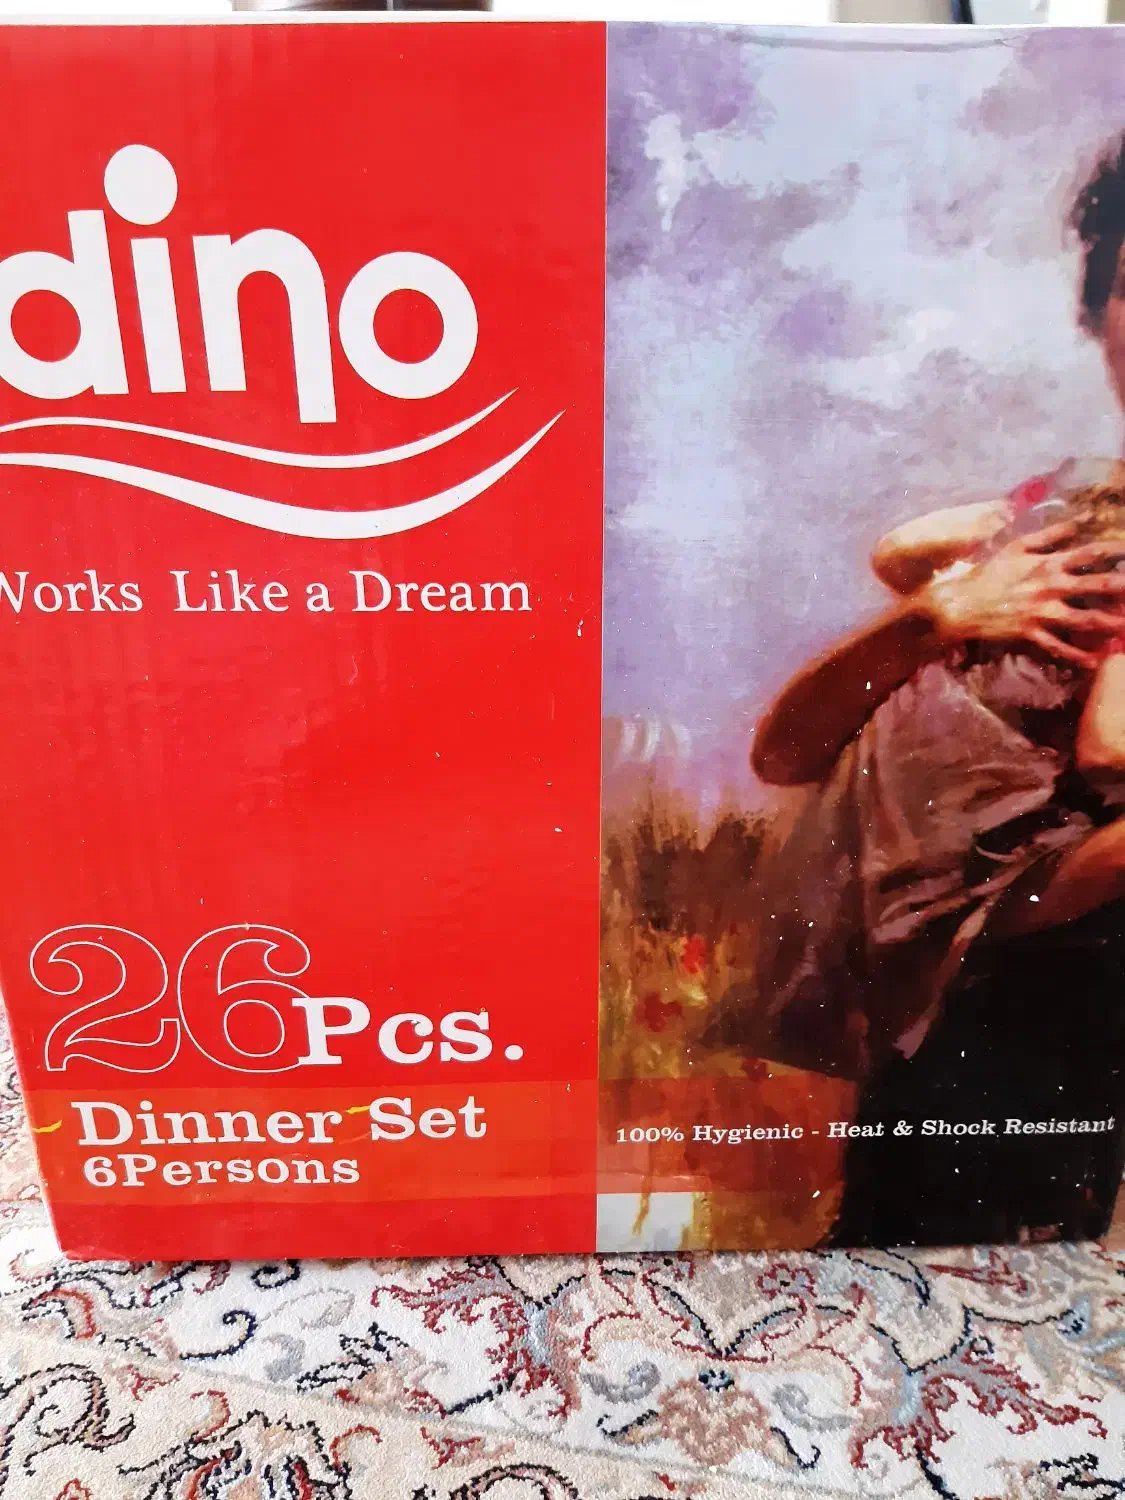 dino
Works Like a Dream
26Pcs.
Dinner Set
6Persons
100% Hygienic - Heat & Shock Resistant